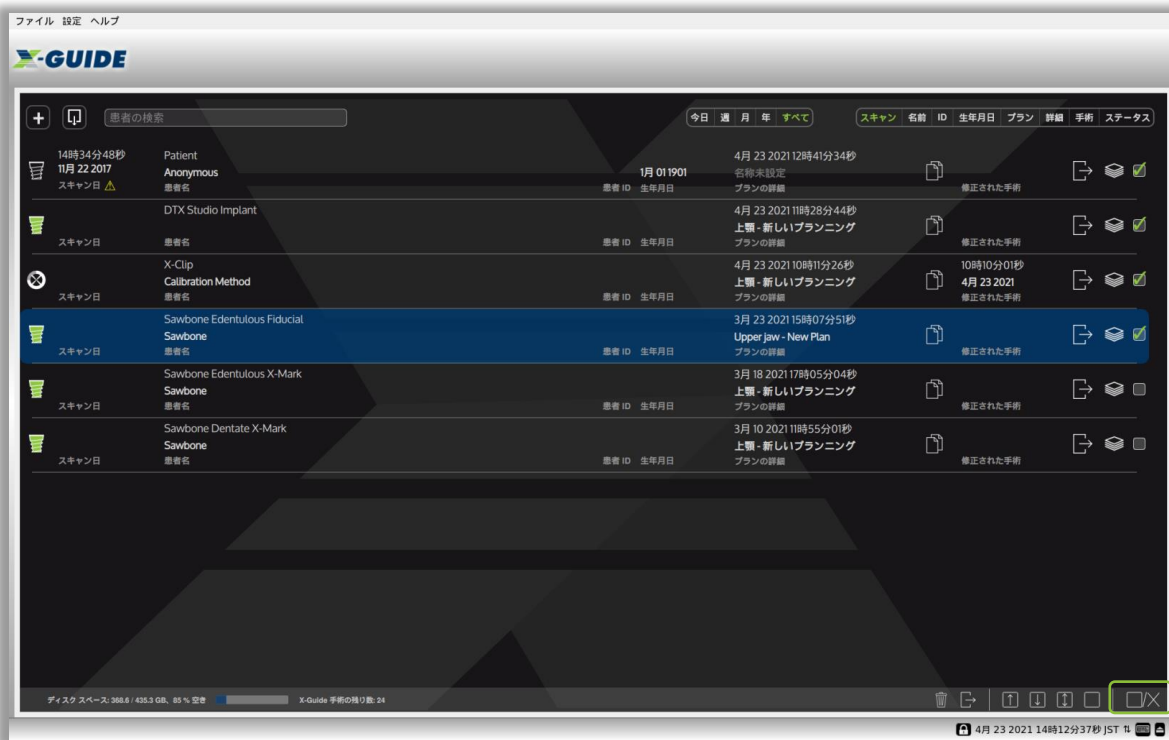 ファイル 設定 ヘルプ
X-GUIDE
患者の検索
今日 週 月 年 すべて
スキャン 名前 ID 生年月日 プラン 詳細 手術 ステータス
14時34分48秒 Patient 4月 23 2021 12時41分34秒
11月 22 2017 Anonymous 1月 01 1901 名称未設定
スキャン日 患者名 患者 ID 生年月日 プランの詳細 修正された手術
DTX Studio Implant 4月 23 2021 11時28分44秒
上顎 - 新しいプランニング
スキャン日 患者名 患者 ID 生年月日 プランの詳細 修正された手術
X-Clip 4月 23 2021 10時11分26秒 10時10分01秒
Calibration Method 上顎 - 新しいプランニング 4月 23 2021
スキャン日 患者名 患者 ID 生年月日 プランの詳細 修正された手術
Sawbone Edentulous Fiducial 3月 23 2021 15時07分51秒
Sawbone Upper jaw - New Plan
スキャン日 患者名 患者 ID 生年月日 プランの詳細 修正された手術
Sawbone Edentulous X-Mark 3月 18 2021 17時05分04秒
Sawbone 上顎 - 新しいプランニング
スキャン日 患者名 患者 ID 生年月日 プランの詳細 修正された手術
Sawbone Dentate X-Mark 3月 10 2021 11時55分01秒
Sawbone 上顎 - 新しいプランニング
スキャン日 患者名 患者 ID 生年月日 プランの詳細 修正された手術
ディスク スペース: 368.6 / 435.3 GB、85 % 空き X-Guide 手術の残り数: 24
4月 23 2021 14時12分37秒 JST